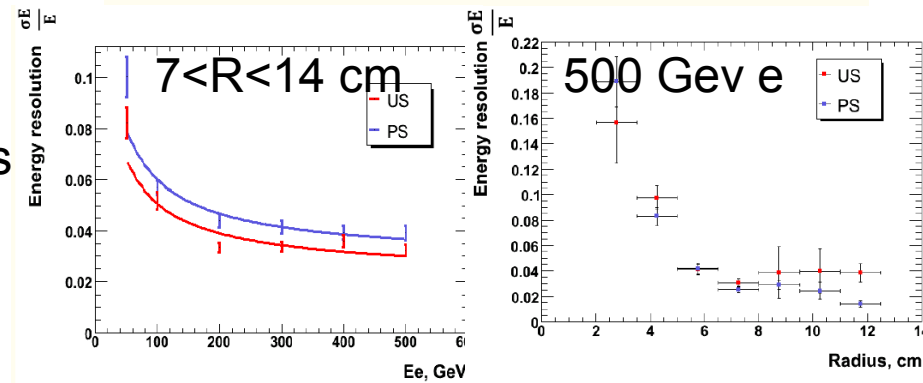 σE
E
Energy resolution
7<R<14 cm
US
PS
0.1
0.08
0.06
0.04
0.02
0
0 100 200 300 400 500 600
Ee, GeV
s
σE
E
Energy resolution
500 Gev e
US
PS
0.22
0.2
0.18
0.16
0.14
0.12
0.1
0.08
0.06
0.04
0.02
0
0 2 4 6 8 10 12
Radius, cm